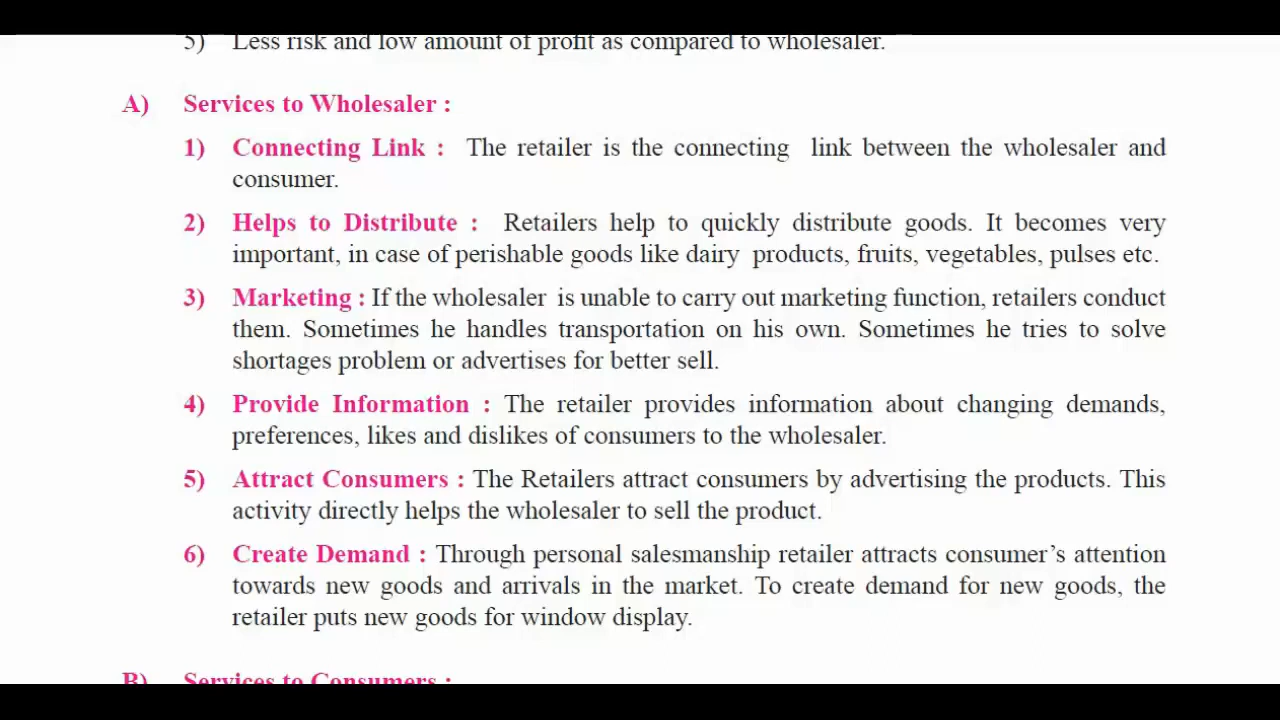 5) Less risk and low amount of profit as compared to wholesaler.
A) Services to Wholesaler :
1) Connecting Link : The retailer is the connecting link between the wholesaler and
consumer.
2) Helps to Distribute : Retailers help to quickly distribute goods. It becomes very
important, in case of perishable goods like dairy products, fruits, vegetables, pulses etc.
3) Marketing : If the wholesaler is unable to carry out marketing function, retailers conduct
them. Sometimes he handles transportation on his own. Sometimes he tries to solve
shortages problem or advertises for better sell.
4) Provide Information : The retailer provides information about changing demands,
preferences, likes and dislikes of consumers to the wholesaler.
5) Attract Consumers : The Retailers attract consumers by advertising the products. This
activity directly helps the wholesaler to sell the product.
6) Create Demand : Through personal salesmanship retailer attracts consumer’s attention
towards new goods and arrivals in the market. To create demand for new goods, the
retailer puts new goods for window display.
B) Services to Consumers :